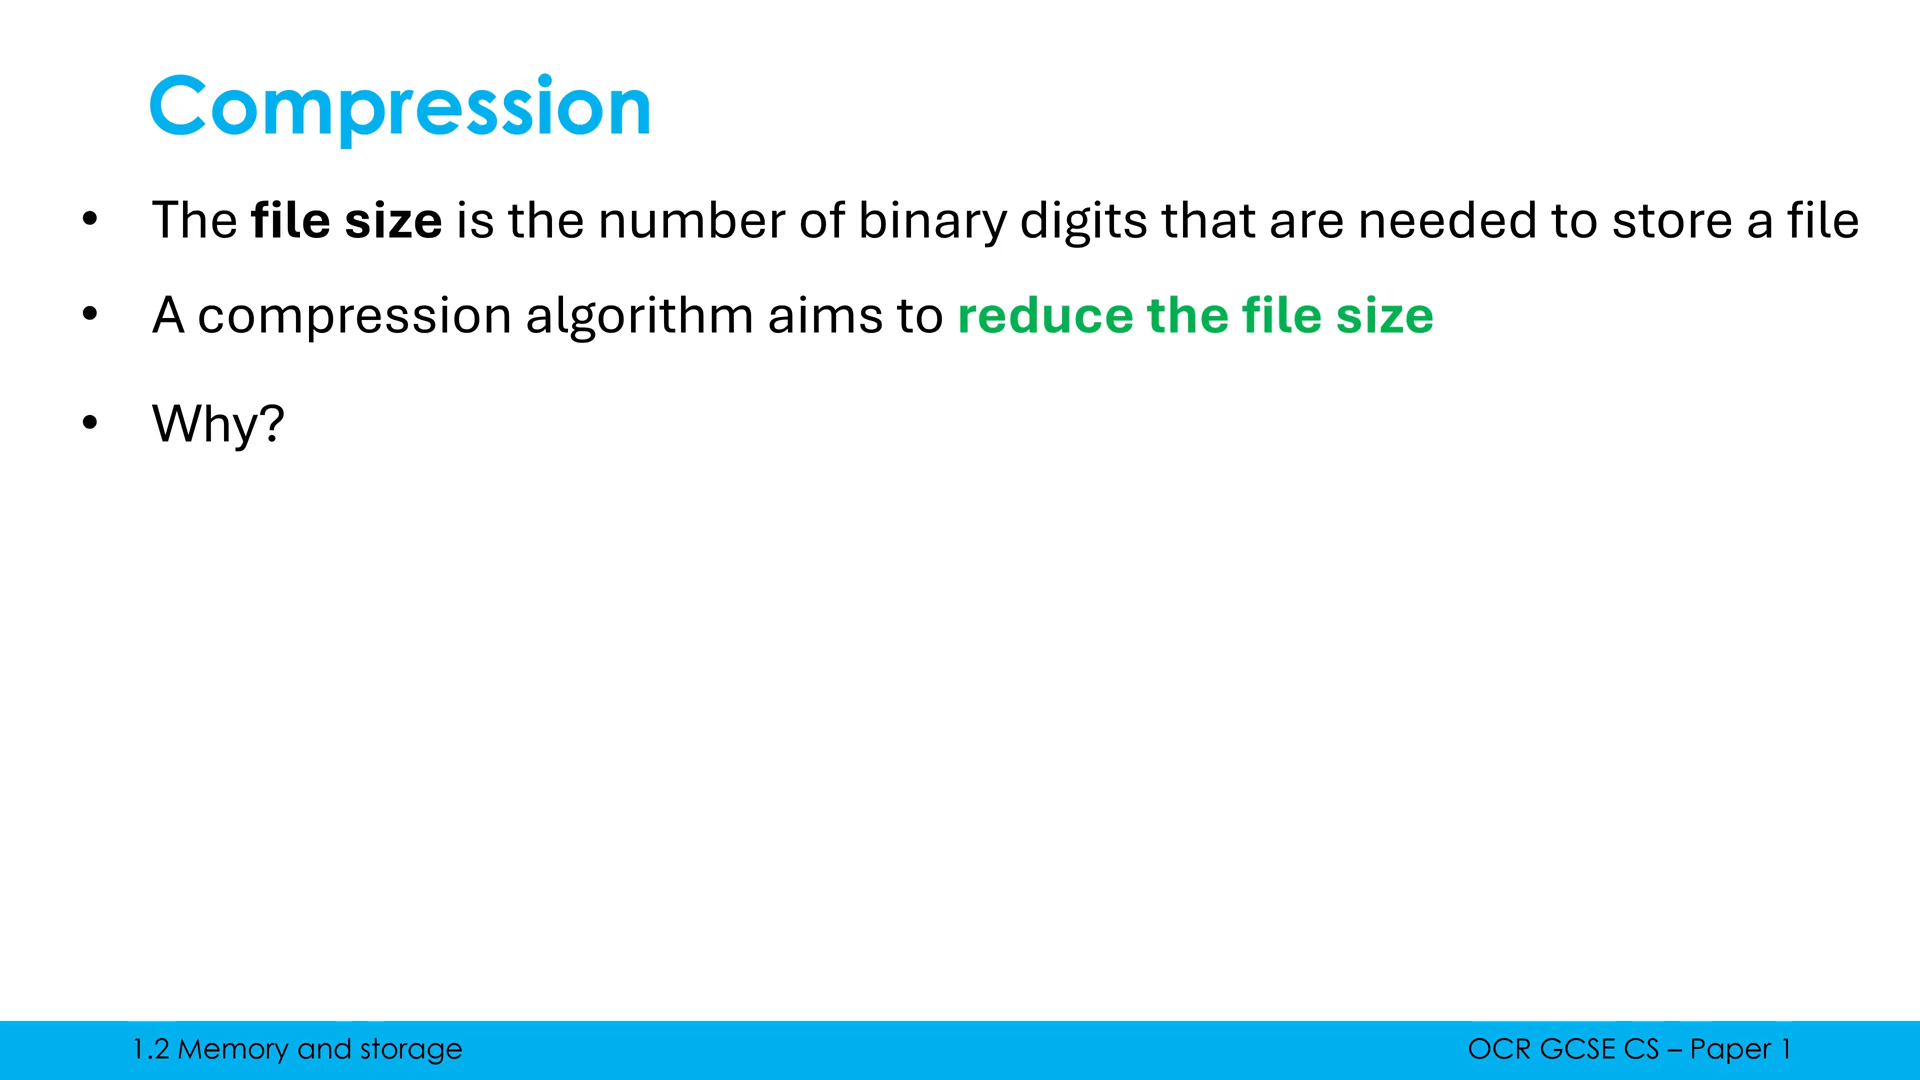 Compression
• The file size is the number of binary digits that are needed to store a file
• A compression algorithm aims to reduce the file size
• Why?
1.2 Memory and storage
OCR GCSE CS – Paper 1